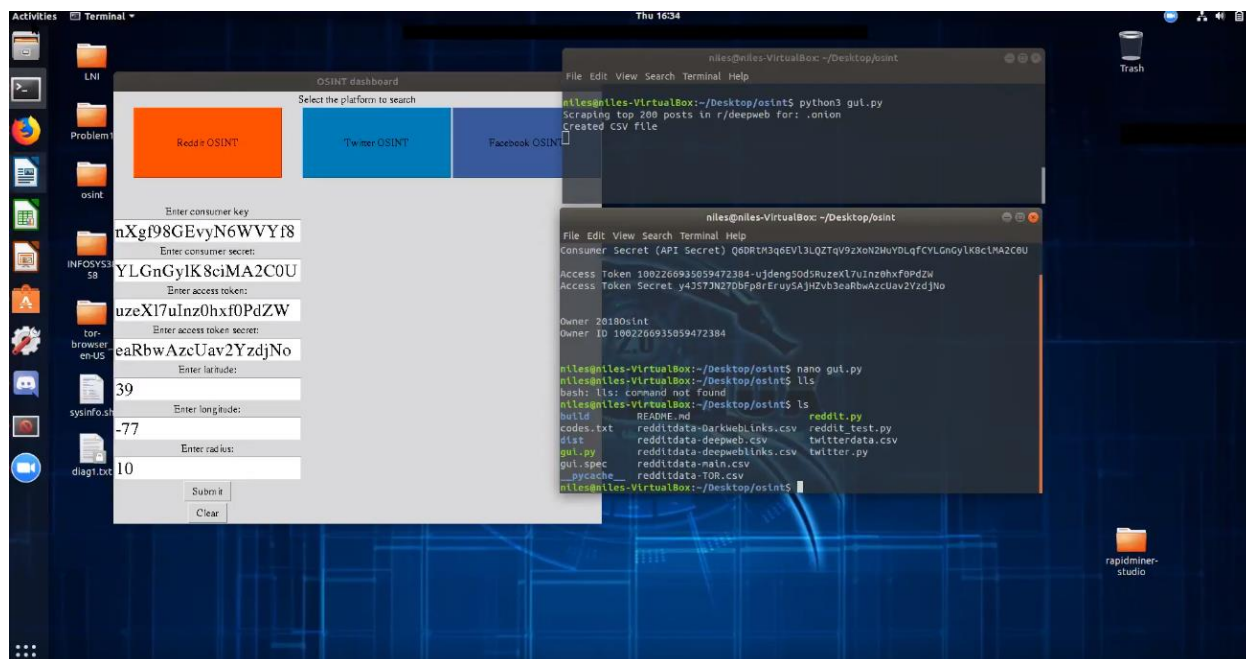 Activities
Terminal
Thu 16:34
LNI
Problem1
osint
tor-browser_en-US
sysinfo.sh
diag1.txt
Trash
rapidminer-studio
OSINT dashboard
Select the platform to search
Reddit OSINT
Twitter OSINT
Facebook OSINT
Enter consumer key
nXgf98GEvyN6WVYf8
Enter consumer secret:
YLGnGylK8ciMA2C0U
Enter access token:
uzeXl7uInz0hxf0PdZW
Enter access token secret:
eaRbwAzcUav2YzdjNo
Enter latitude:
39
Enter longitude:
-77
Enter radius:
10
Submit
Clear
niles@niles-VirtualBox: ~/Desktop/osint
File Edit View Search Terminal Help
niles@niles-VirtualBox:~/Desktop/osint$ python3 gui.py
Scraping top 200 posts in r/deepweb for: .onion
Created CSV file
niles@niles-VirtualBox: ~/Desktop/osint
File Edit View Search Terminal Help
Consumer Secret (API Secret)
Access Token
Access Token Secret
Owner 2018Osint
Owner ID 1002266935059472384
niles@niles-VirtualBox:~/Desktop/osint$ nano gui.py
niles@niles-VirtualBox:~/Desktop/osint$ lls
bash: lls: command not found
niles@niles-VirtualBox:~/Desktop/osint$ ls
build README.md reddit.py
codes.txt redditdata-DarkWebLinks.csv reddit_test.py
dist redditdata-deepweb.csv twitterdata.csv
gui.py redditdata-deepweblinks.csv twitter.py
gui.spec redditdata-main.csv
__pycache__ redditdata-TOR.csv
niles@niles-VirtualBox:~/Desktop/osint$